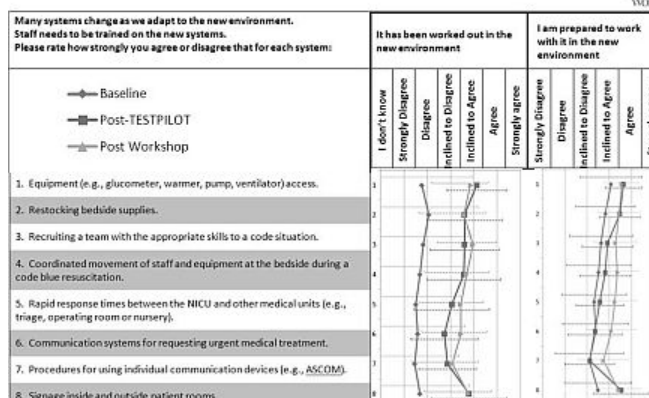 Many systems change as we adapt to the new environment.
Staff needs to be trained on the new systems.
Please rate how strongly you agree or disagree that for each system:
It has been worked out in the
new environment
I am prepared to work
with it in the new
environment
Baseline
Post-TESTPILOT
Post Workshop
I don't know
Strongly Disagree
Disagree
Inclined to Disagree
Inclined to Agree
Agree
Strongly agree
Strongly Disagree
Disagree
Inclined to Disagree
Inclined to Agree
Agree
1. Equipment (e.g., glucometer, warmer, pump, ventilator) access.
2. Restocking bedside supplies.
3. Recruiting a team with the appropriate skills to a code situation.
4. Coordinated movement of staff and equipment at the bedside during a
code blue resuscitation.
5. Rapid response times between the NICU and other medical units (e.g.,
triage, operating room or nursery).
6. Communication systems for requesting urgent medical treatment.
7. Procedures for using individual communication devices (e.g., ASCOM).
8. Signage inside and outside patient rooms.
1
2
3
4
5
6
7
8
1
2
3
4
5
6
7
8